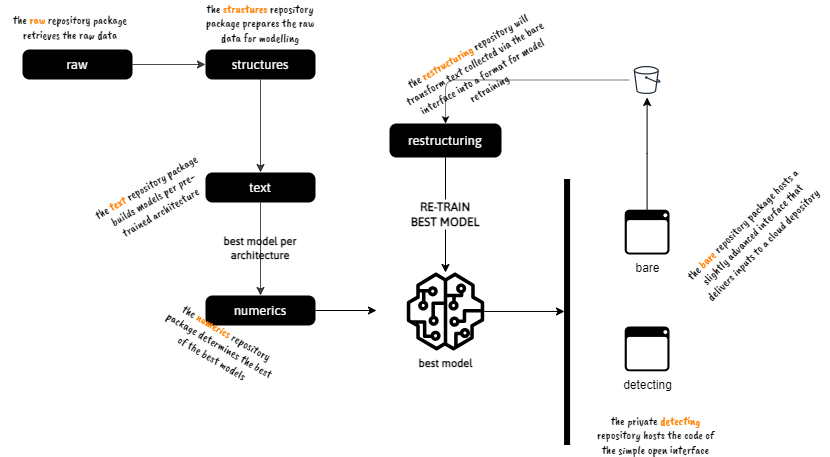 the raw repository package
retrieves the raw data
raw
the structures repository
package prepares the raw
data for modelling
structures
the restructuring repository will
transform text collected via the bare
interface into a format for model
retraining
restructuring
the text repository package
builds models per pre-
trained architecture
text
best model per
architecture
RE-TRAIN
BEST MODEL
numerics
the numerics repository
package determines the best
of the best models
best model
bare
the bare repository package hosts a
slightly advanced interface that
delivers inputs to a cloud depository
detecting
the private detecting
repository hosts the code of
the simple open interface